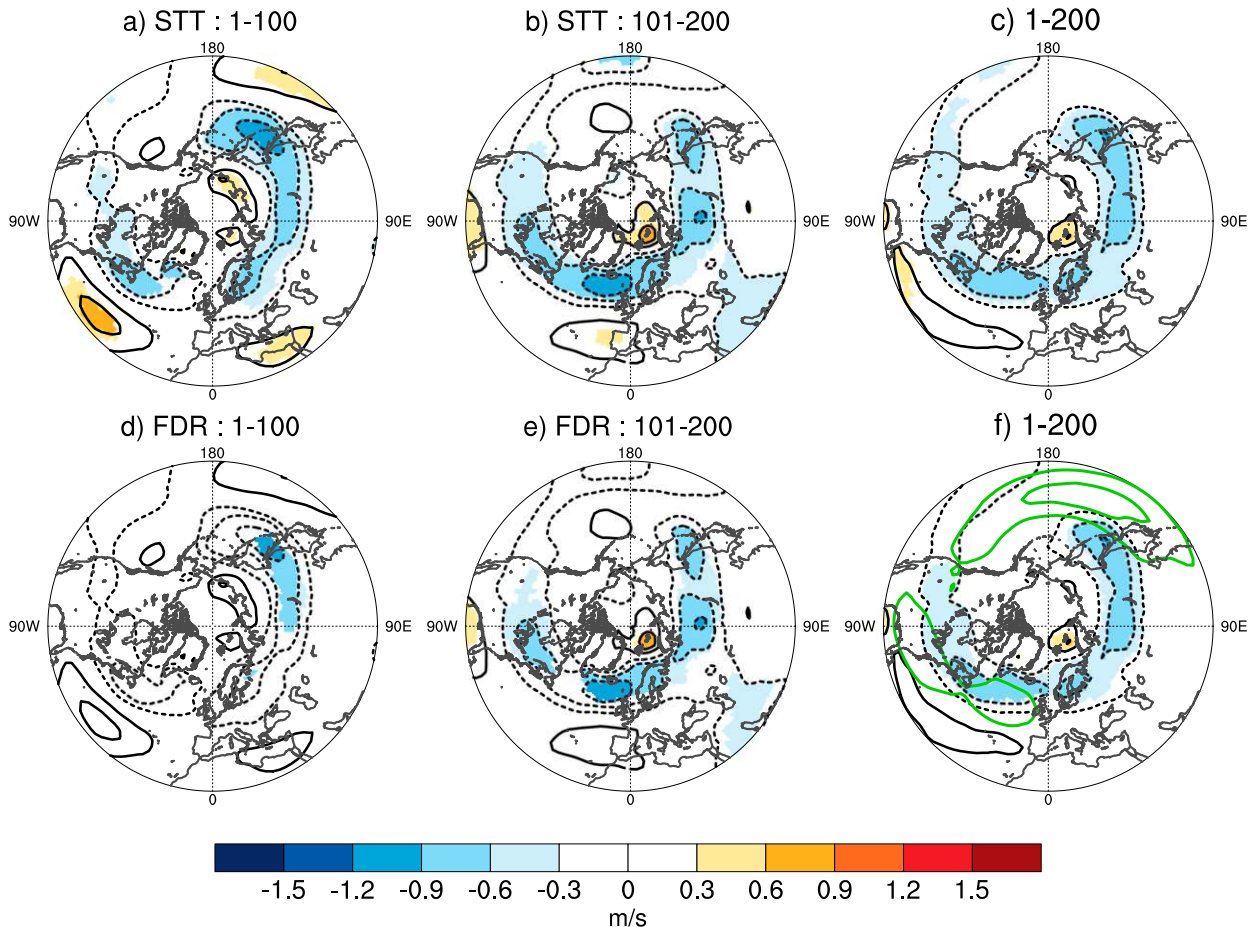 a) STT : 1-100
b) STT : 101-200
c) 1-200
180
180
180
90W
90E
90W
90E
90W
90E
0
0
0
d) FDR : 1-100
e) FDR : 101-200
f) 1-200
180
180
180
90W
90E
90W
90E
90W
90E
0
0
0
-1.5 -1.2 -0.9 -0.6 -0.3 0 0.3 0.6 0.9 1.2 1.5
m/s